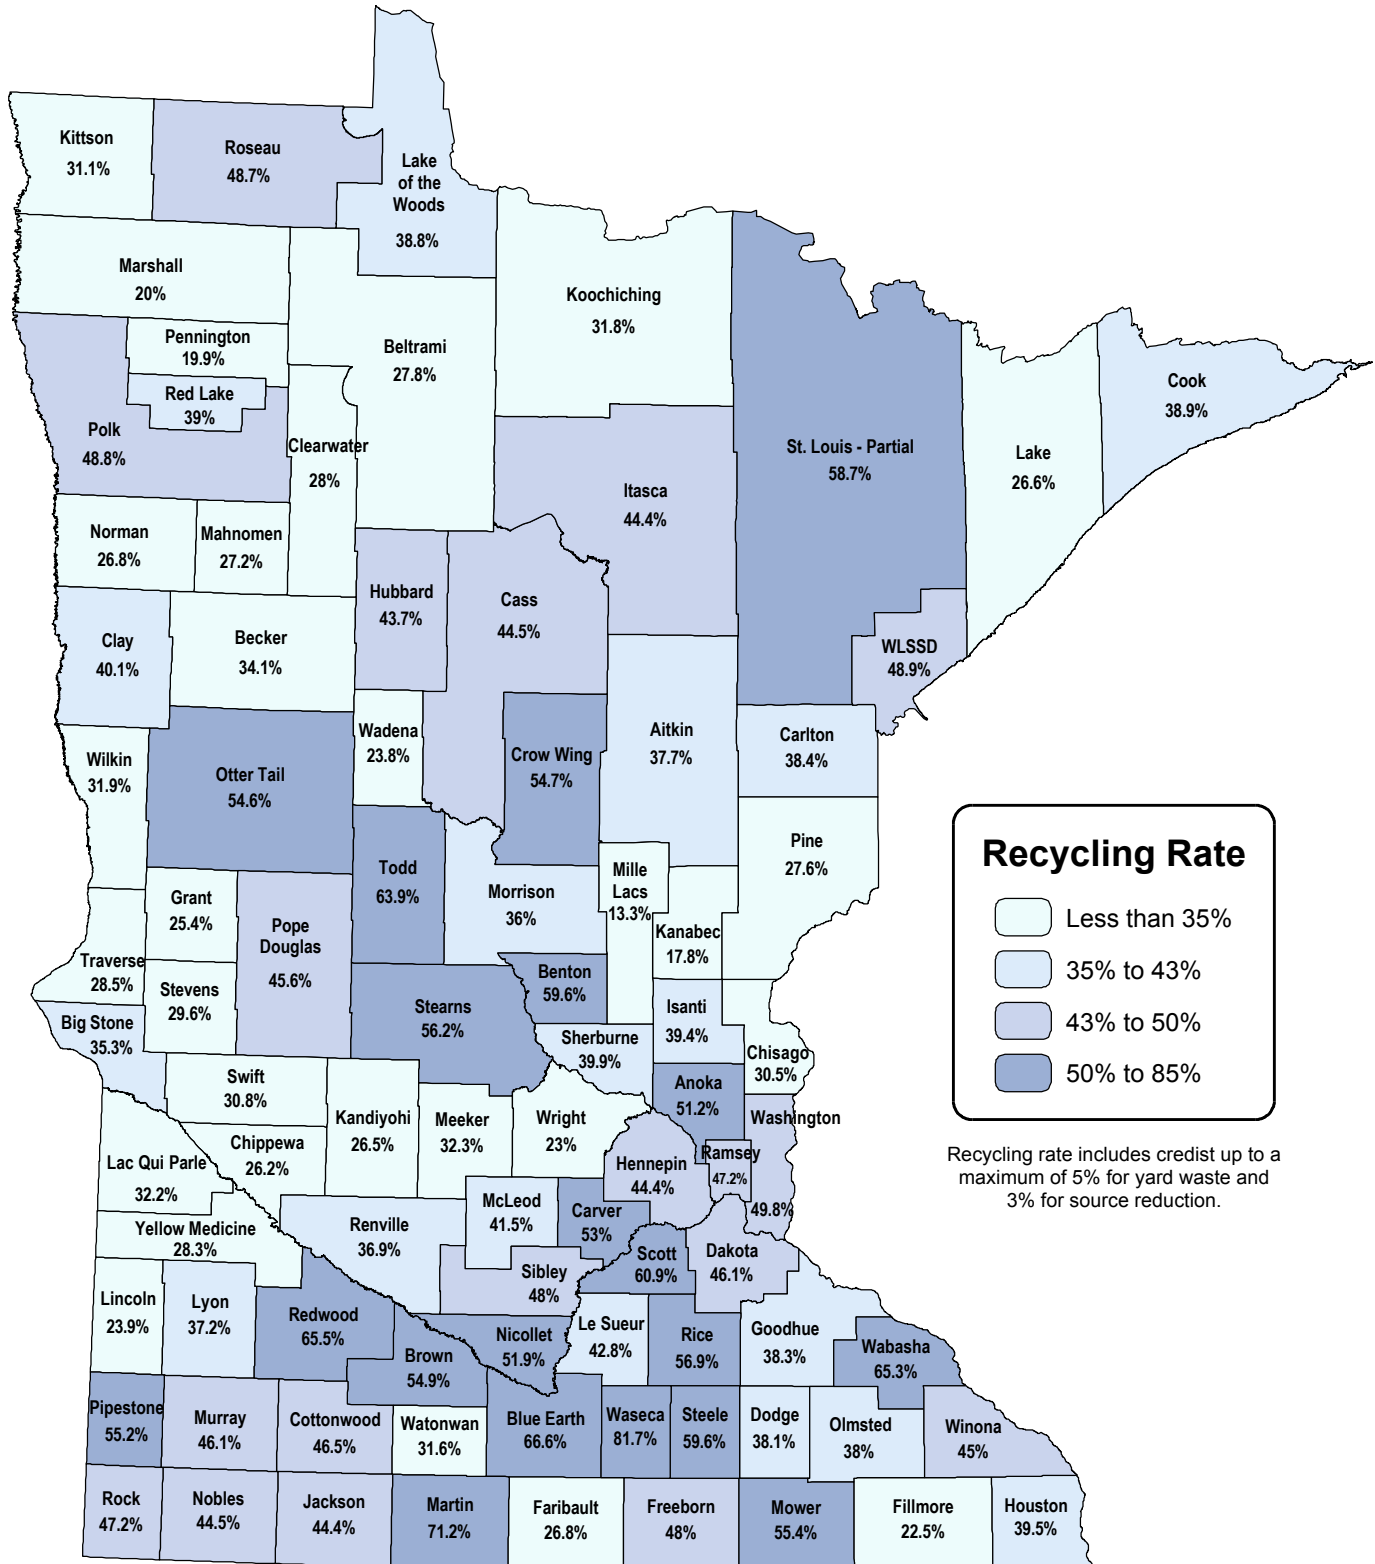 Kittson
31.1%
Roseau
48.7%
Lake
of the
Woods
38.8%
Marshall
20%
Koochiching
31.8%
Pennington
19.9%
Beltrami
27.8%
Red Lake
39%
Cook
38.9%
Polk
48.8%
Clearwater
28%
St. Louis - Partial
58.7%
Lake
26.6%
Itasca
44.4%
Norman
26.8%
Mahnomen
27.2%
Hubbard
43.7%
Cass
44.5%
Clay
40.1%
Becker
34.1%
WLSSD
48.9%
Wadena
23.8%
Aitkin
37.7%
Carlton
38.4%
Wilkin
31.9%
Otter Tail
54.6%
Crow Wing
54.7%
Pine
27.6%
Todd
63.9%
Mille
Lacs
13.3%
Morrison
36%
Grant
25.4%
Pope
Douglas
45.6%
Kanabec
17.8%
Traverse
28.5%
Stevens
29.6%
Benton
59.6%
Stearns
56.2%
Isanti
39.4%
Big Stone
35.3%
Sherburne
39.9%
Chisago
30.5%
Swift
30.8%
Anoka
51.2%
Kandiyohi
26.5%
Meeker
32.3%
Wright
23%
Washington
49.8%
Chippewa
26.2%
Lac Qui Parle
32.2%
Hennepin
44.4%
Ramsey
47.2%
McLeod
41.5%
Carver
53%
Yellow Medicine
28.3%
Renville
36.9%
Scott
60.9%
Dakota
46.1%
Sibley
48%
Lincoln
23.9%
Lyon
37.2%
Redwood
65.5%
Nicollet
51.9%
Le Sueur
42.8%
Rice
56.9%
Goodhue
38.3%
Wabasha
65.3%
Brown
54.9%
Pipestone
55.2%
Murray
46.1%
Cottonwood
46.5%
Watonwan
31.6%
Blue Earth
66.6%
Waseca
81.7%
Steele
59.6%
Dodge
38.1%
Olmsted
38%
Winona
45%
Rock
47.2%
Nobles
44.5%
Jackson
44.4%
Martin
71.2%
Faribault
26.8%
Freeborn
48%
Mower
55.4%
Fillmore
22.5%
Houston
39.5%
Recycling Rate
Less than 35%
35% to 43%
43% to 50%
50% to 85%
Recycling rate includes credist up to a
maximum of 5% for yard waste and
3% for source reduction.